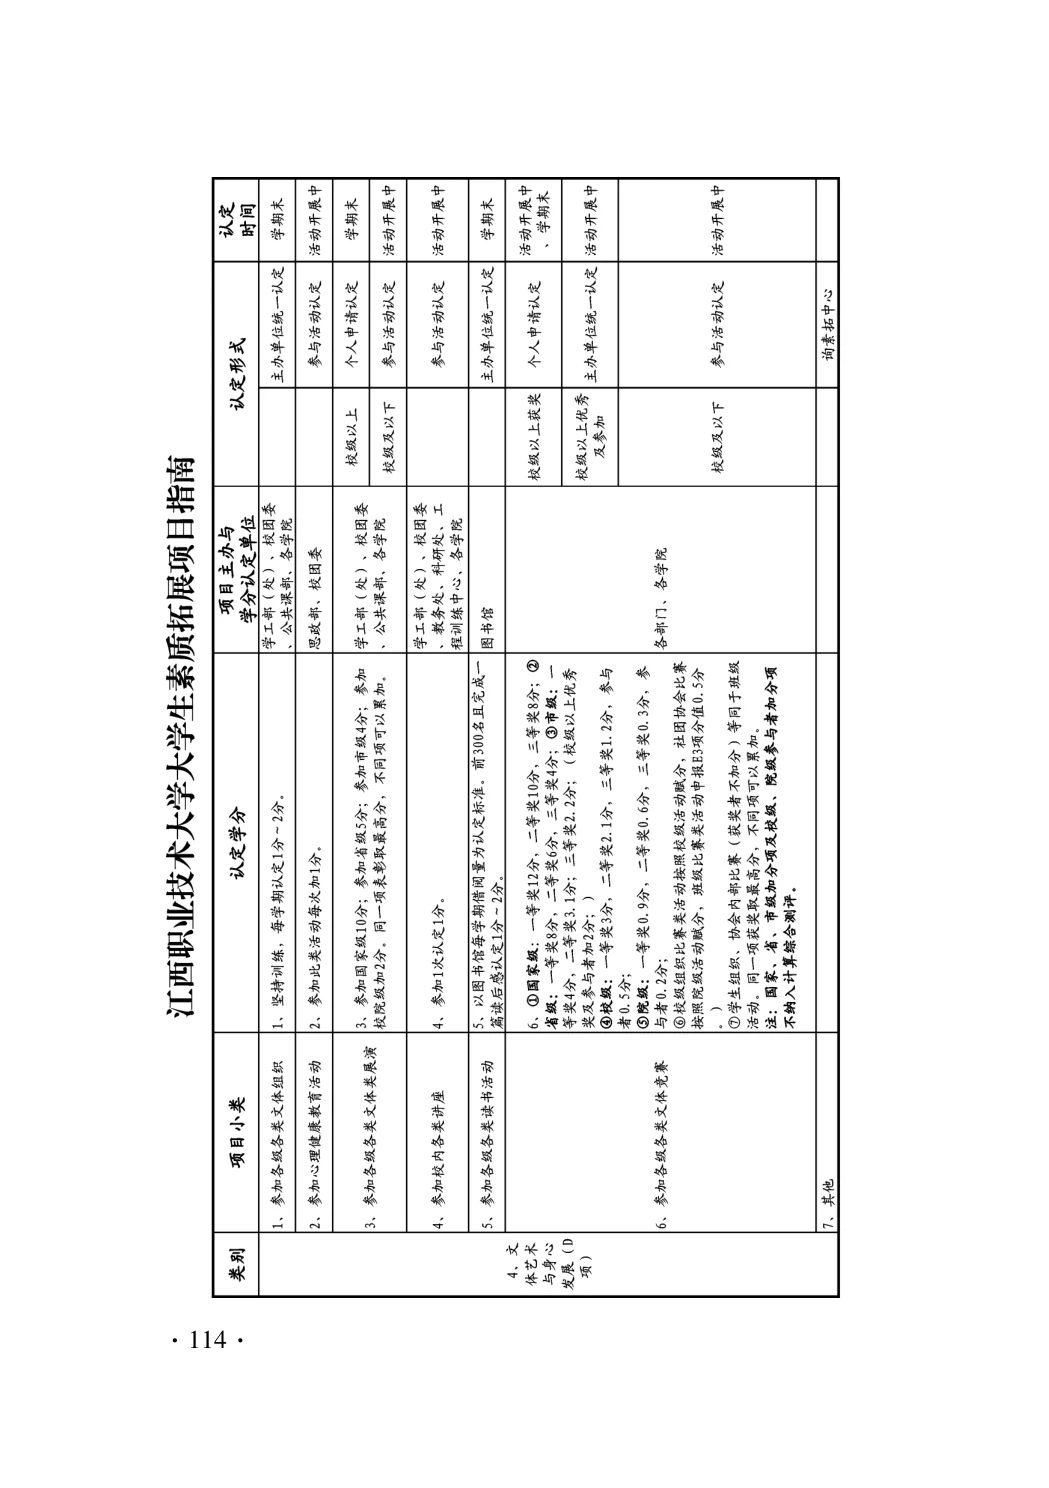 江西职业技术大学大学生素质拓展项目指南
类别
项目小类
认定学分
项目主办与
学分认定单位
认定形式
认定
时间
4、文
体艺术
与身心
发展（D
项）
1、参加各级各类文体组织
1、坚持训练，每学期认定1分～2分。
学工部（处）、校团委
、公共课部、各学院
主办单位统一认定
学期末
2、参加心理健康教育活动
2、参加此类活动每次加1分。
思政部、校团委
参与活动认定
活动开展中
3、参加各级各类文体类展演
3、参加国家级10分；参加省级5分；参加市级4分；参加
校院级加2分。同一项表彰取最高分，不同项可以累加。
学工部（处）、校团委
、公共课部、各学院
校级以上
个人申请认定
学期末
校级及以下
参与活动认定
活动开展中
4、参加校内各类讲座
4、参加1次认定1分。
学工部（处）、校团委
、教务处、科研处、工
程训练中心、各学院
参与活动认定
活动开展中
5、参加各级各类读书活动
5、以图书馆每学期借阅量为认定标准。前300名且完成一
篇读后感认定1分～2分。
图书馆
主办单位统一认定
学期末
6、参加各级各类文体竞赛
6、①国家级：一等奖12分，二等奖10分，三等奖8分；②
省级：一等奖8分，二等奖6分，三等奖4分；③市级：一
等奖4分，二等奖3.1分；三等奖2.2分；（校级以上优秀
奖及参与者加2分；）
④校级：一等奖3分，二等奖2.1分，三等奖1.2分，参与
者0.5分；
⑤院级：一等奖0.9分，二等奖0.6分，三等奖0.3分，参
与者0.2分；
⑥校级组织比赛类活动按照校级活动赋分，社团协会比赛
按照院级活动赋分，班级比赛类活动申报E3项分值0.5分
。）
⑦学生组织、协会内部比赛（获奖者不加分）等同于班级
活动。同一项获奖取最高分，不同项可以累加。
注：国家、省、市级加分项及校级、院级参与者加分项
不纳入计算综合测评。
各部门、各学院
校级以上获奖
个人申请认定
活动开展中
、学期末
校级以上优秀
及参加
主办单位统一认定
活动开展中
校级及以下
参与活动认定
活动开展中
7、其他
询素拓中心
·114·